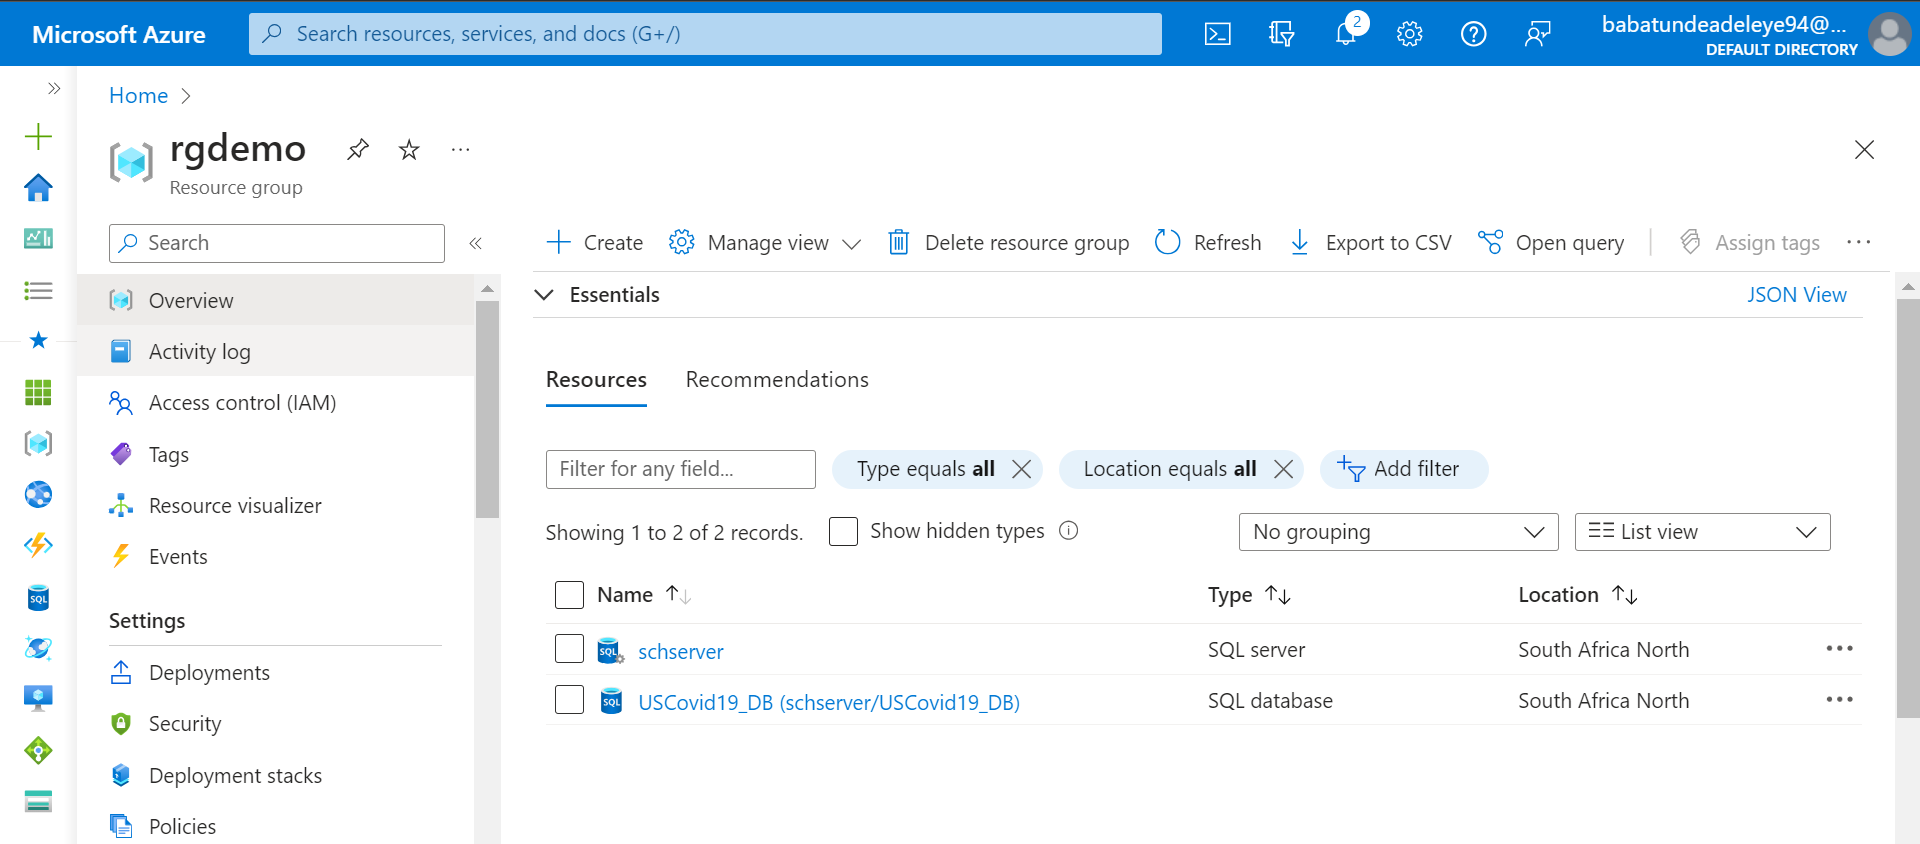 Microsoft Azure
Search resources, services, and docs (G+/)
2
babatundeadeleye94@...
DEFAULT DIRECTORY
Home
rgdemo
Resource group
Search
Overview
Activity log
Access control (IAM)
Tags
Resource visualizer
Events
Settings
Deployments
Security
Deployment stacks
Policies
Create
Manage view
Delete resource group
Refresh
Export to CSV
Open query
Assign tags
Essentials
JSON View
Resources Recommendations
Filter for any field...
Type equals all
Location equals all
Add filter
Showing 1 to 2 of 2 records.
Show hidden types
No grouping
List view
Name Type Location
SQL schserver SQL server South Africa North
SQL USCovid19_DB (schserver/USCovid19_DB) SQL database South Africa North
SQL